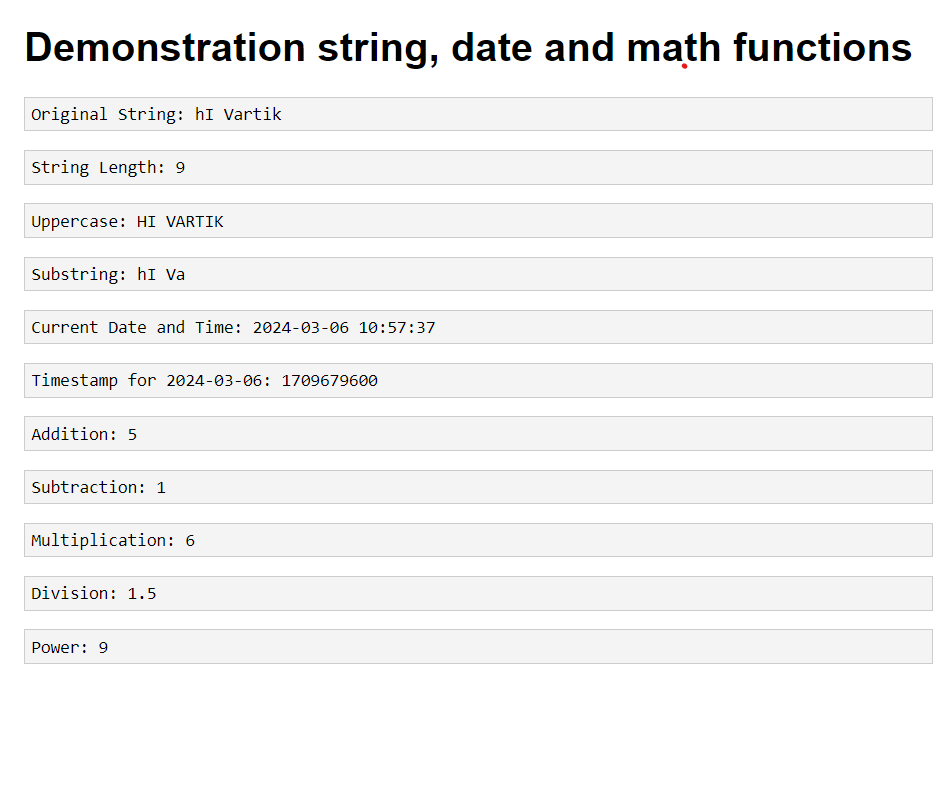 Demonstration string, date and math functions
Original String: hI Vartik
String Length: 9
Uppercase: HI VARTIK
Substring: hI Va
Current Date and Time: 2024-03-06 10:57:37
Timestamp for 2024-03-06: 1709679600
Addition: 5
Subtraction: 1
Multiplication: 6
Division: 1.5
Power: 9